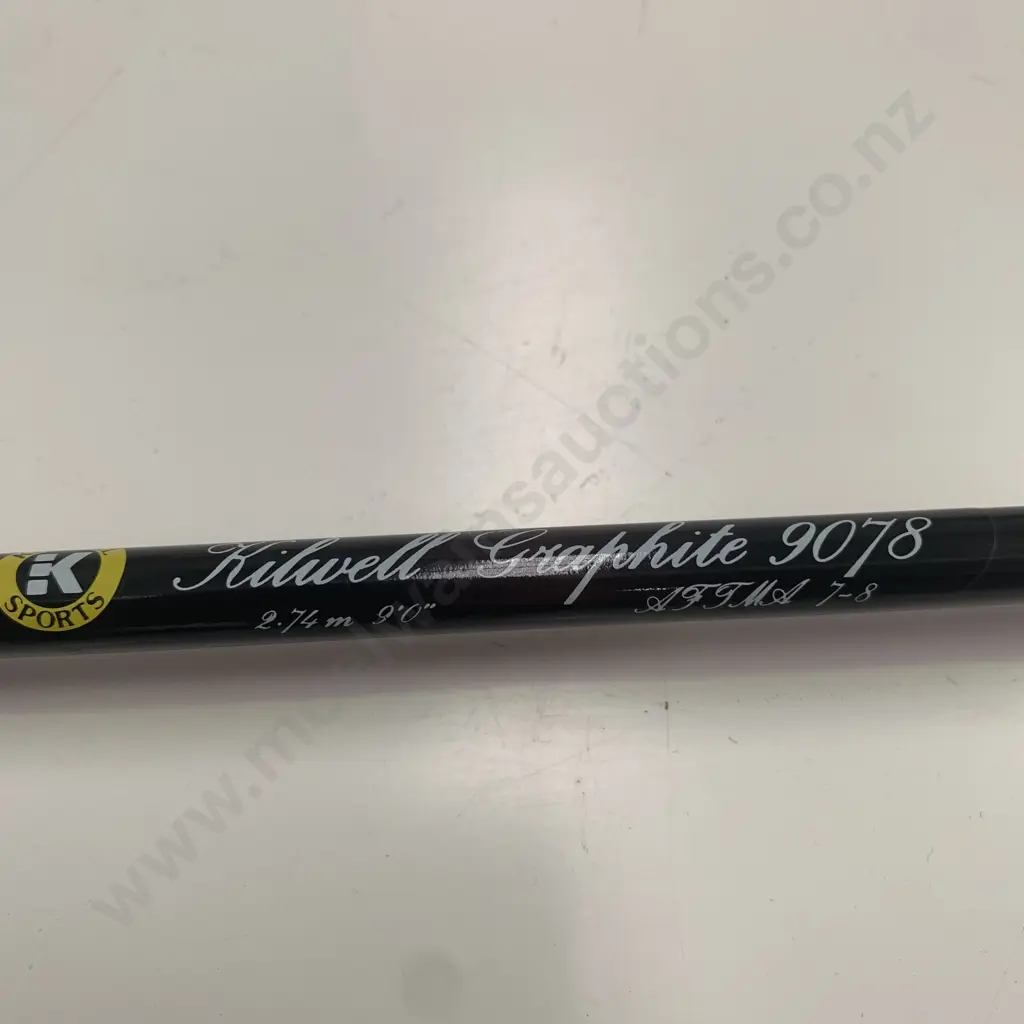 K
SPORTS
Kilwell Graphite 9078
2.74 m 9'0"
AFTMA 7-8